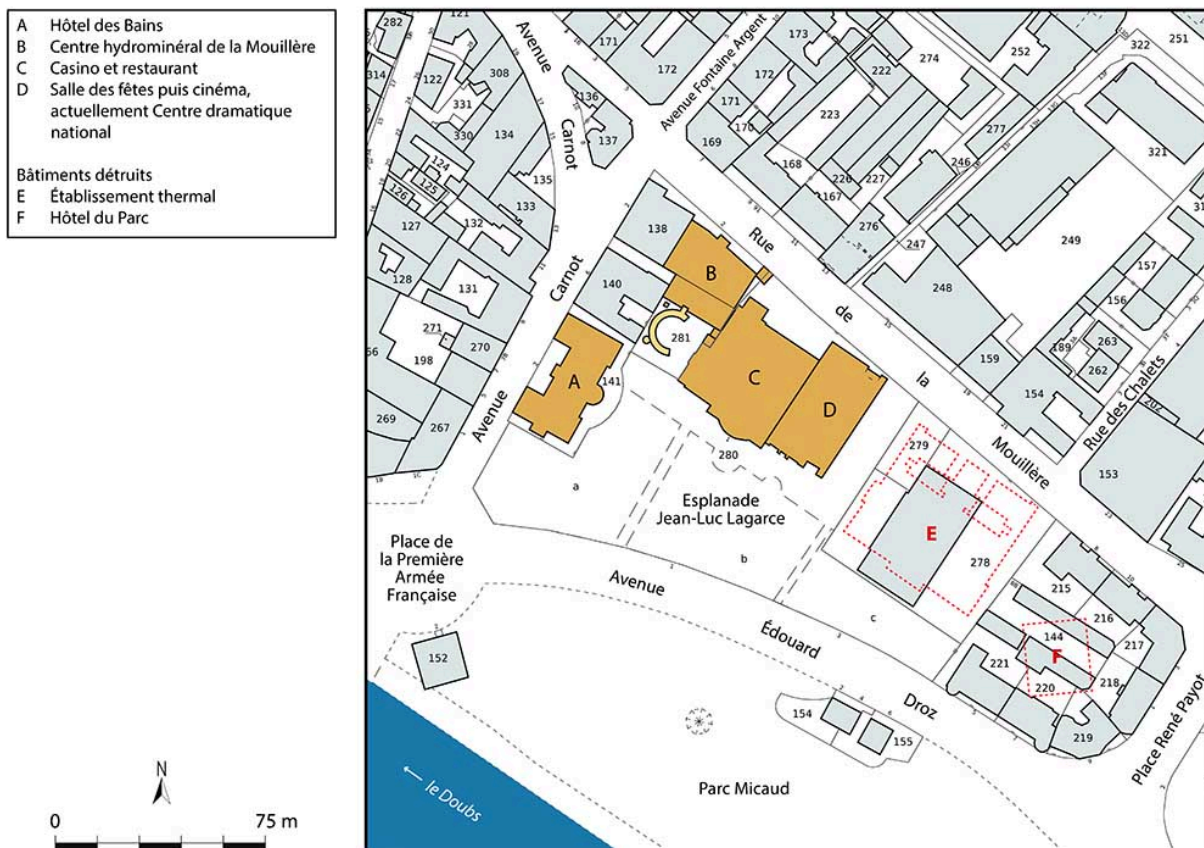 A Hôtel des Bains
B Centre hydrominéral de la Mouillère
C Casino et restaurant
D Salle des fêtes puis cinéma,
actuellement Centre dramatique
national
Bâtiments détruits
E Établissement thermal
F Hôtel du Parc
N
0 75 m
282
121
Avenue
171
172
Avenue Fontaine Argent
173
172
222
274
252
322
251
314
122
308
331
330
134
136
137
Carnot
171
170
169
223
277
321
124
125
126
135
133
132
127
168
167
226
227
246
276
247
249
138
Rue
B
128
131
140
Carnot
271
198
270
281
de
248
157
156
A
141
C
D
la
159
189
263
262
154
Rue des Chalets
202
269
267
Avenue
280
279
Mouillère
153
a
Esplanade
Jean-Luc Lagarce
E
b
278
Place de
la Première
Armée
Française
Avenue
Édouard
c
215
216
144
217
F
221
220
218
219
152
Droz
154
155
Place René Payot
Parc Micaud
← le Doubs